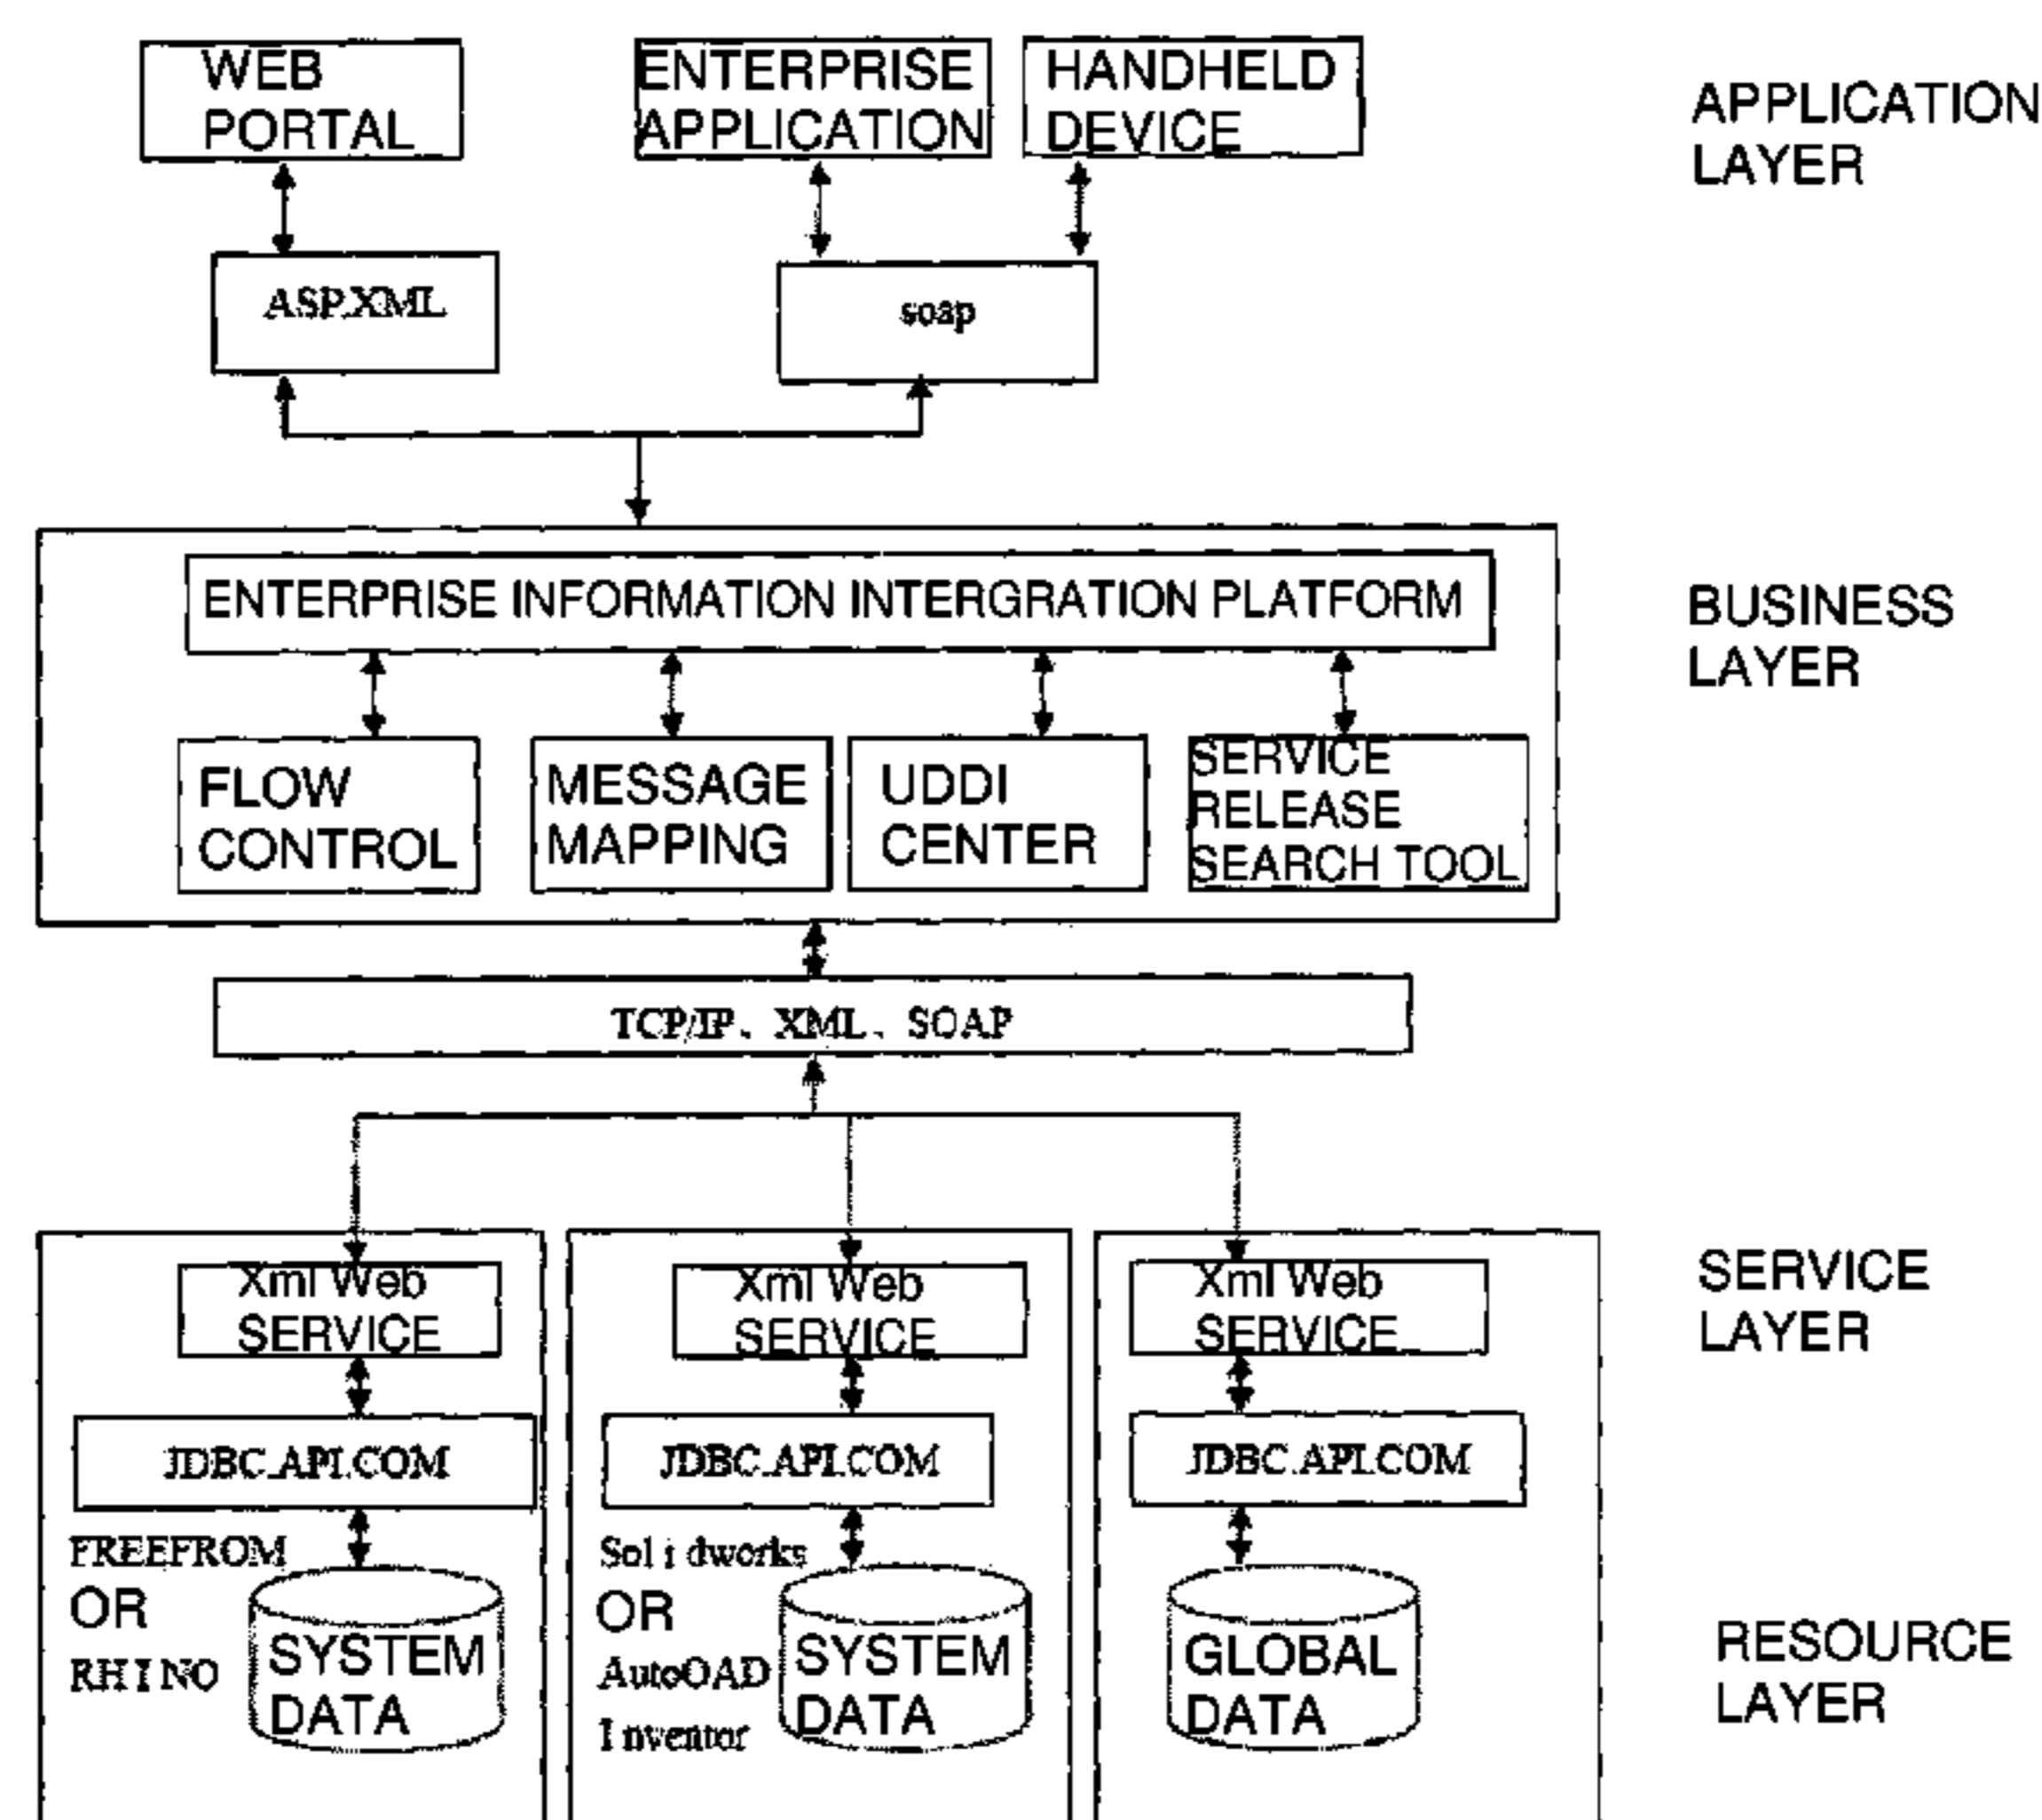 WEB
PORTAL
ENTERPRISE
APPLICATION
HANDHELD
DEVICE
APPLICATION
LAYER
ASP.XML
soap
ENTERPRISE INFORMATION INTERGRATION PLATFORM
BUSINESS
LAYER
FLOW
CONTROL
MESSAGE
MAPPING
UDDI
CENTER
SERVICE
RELEASE
SEARCH TOOL
TCP/IP、XML、SOAP
Xml Web
SERVICE
Xml Web
SERVICE
Xml Web
SERVICE
SERVICE
LAYER
JDBC.API.COM
JDBC.API.COM
JDBC.API.COM
FREEFROM
OR
RHINO
SYSTEM
DATA
Solidworks
OR
AutoOAD
Inventor
SYSTEM
DATA
GLOBAL
DATA
RESOURCE
LAYER